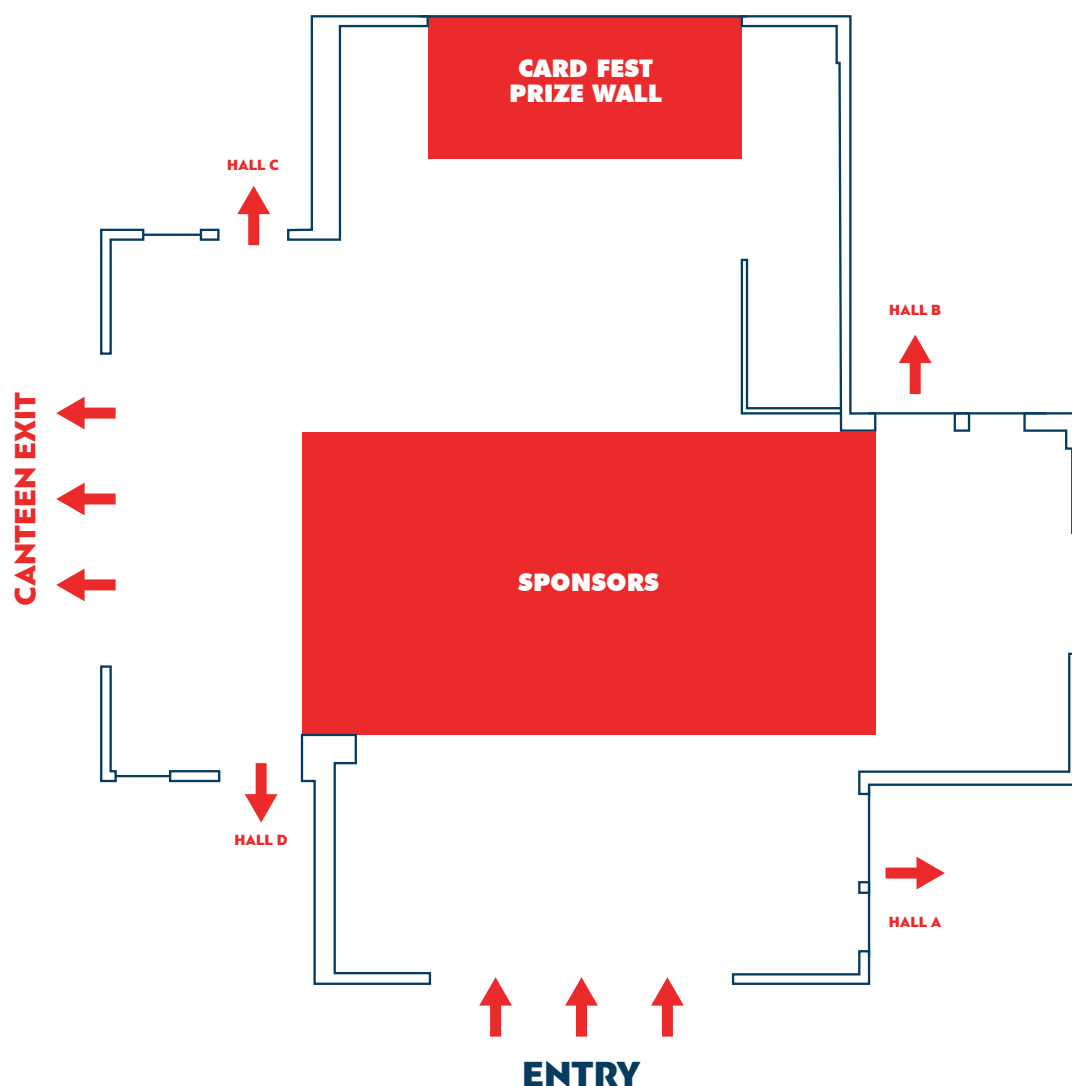 CARD FEST
PRIZE WALL
HALL C
HALL B
CANTEEN EXIT
SPONSORS
HALL D
HALL A
ENTRY